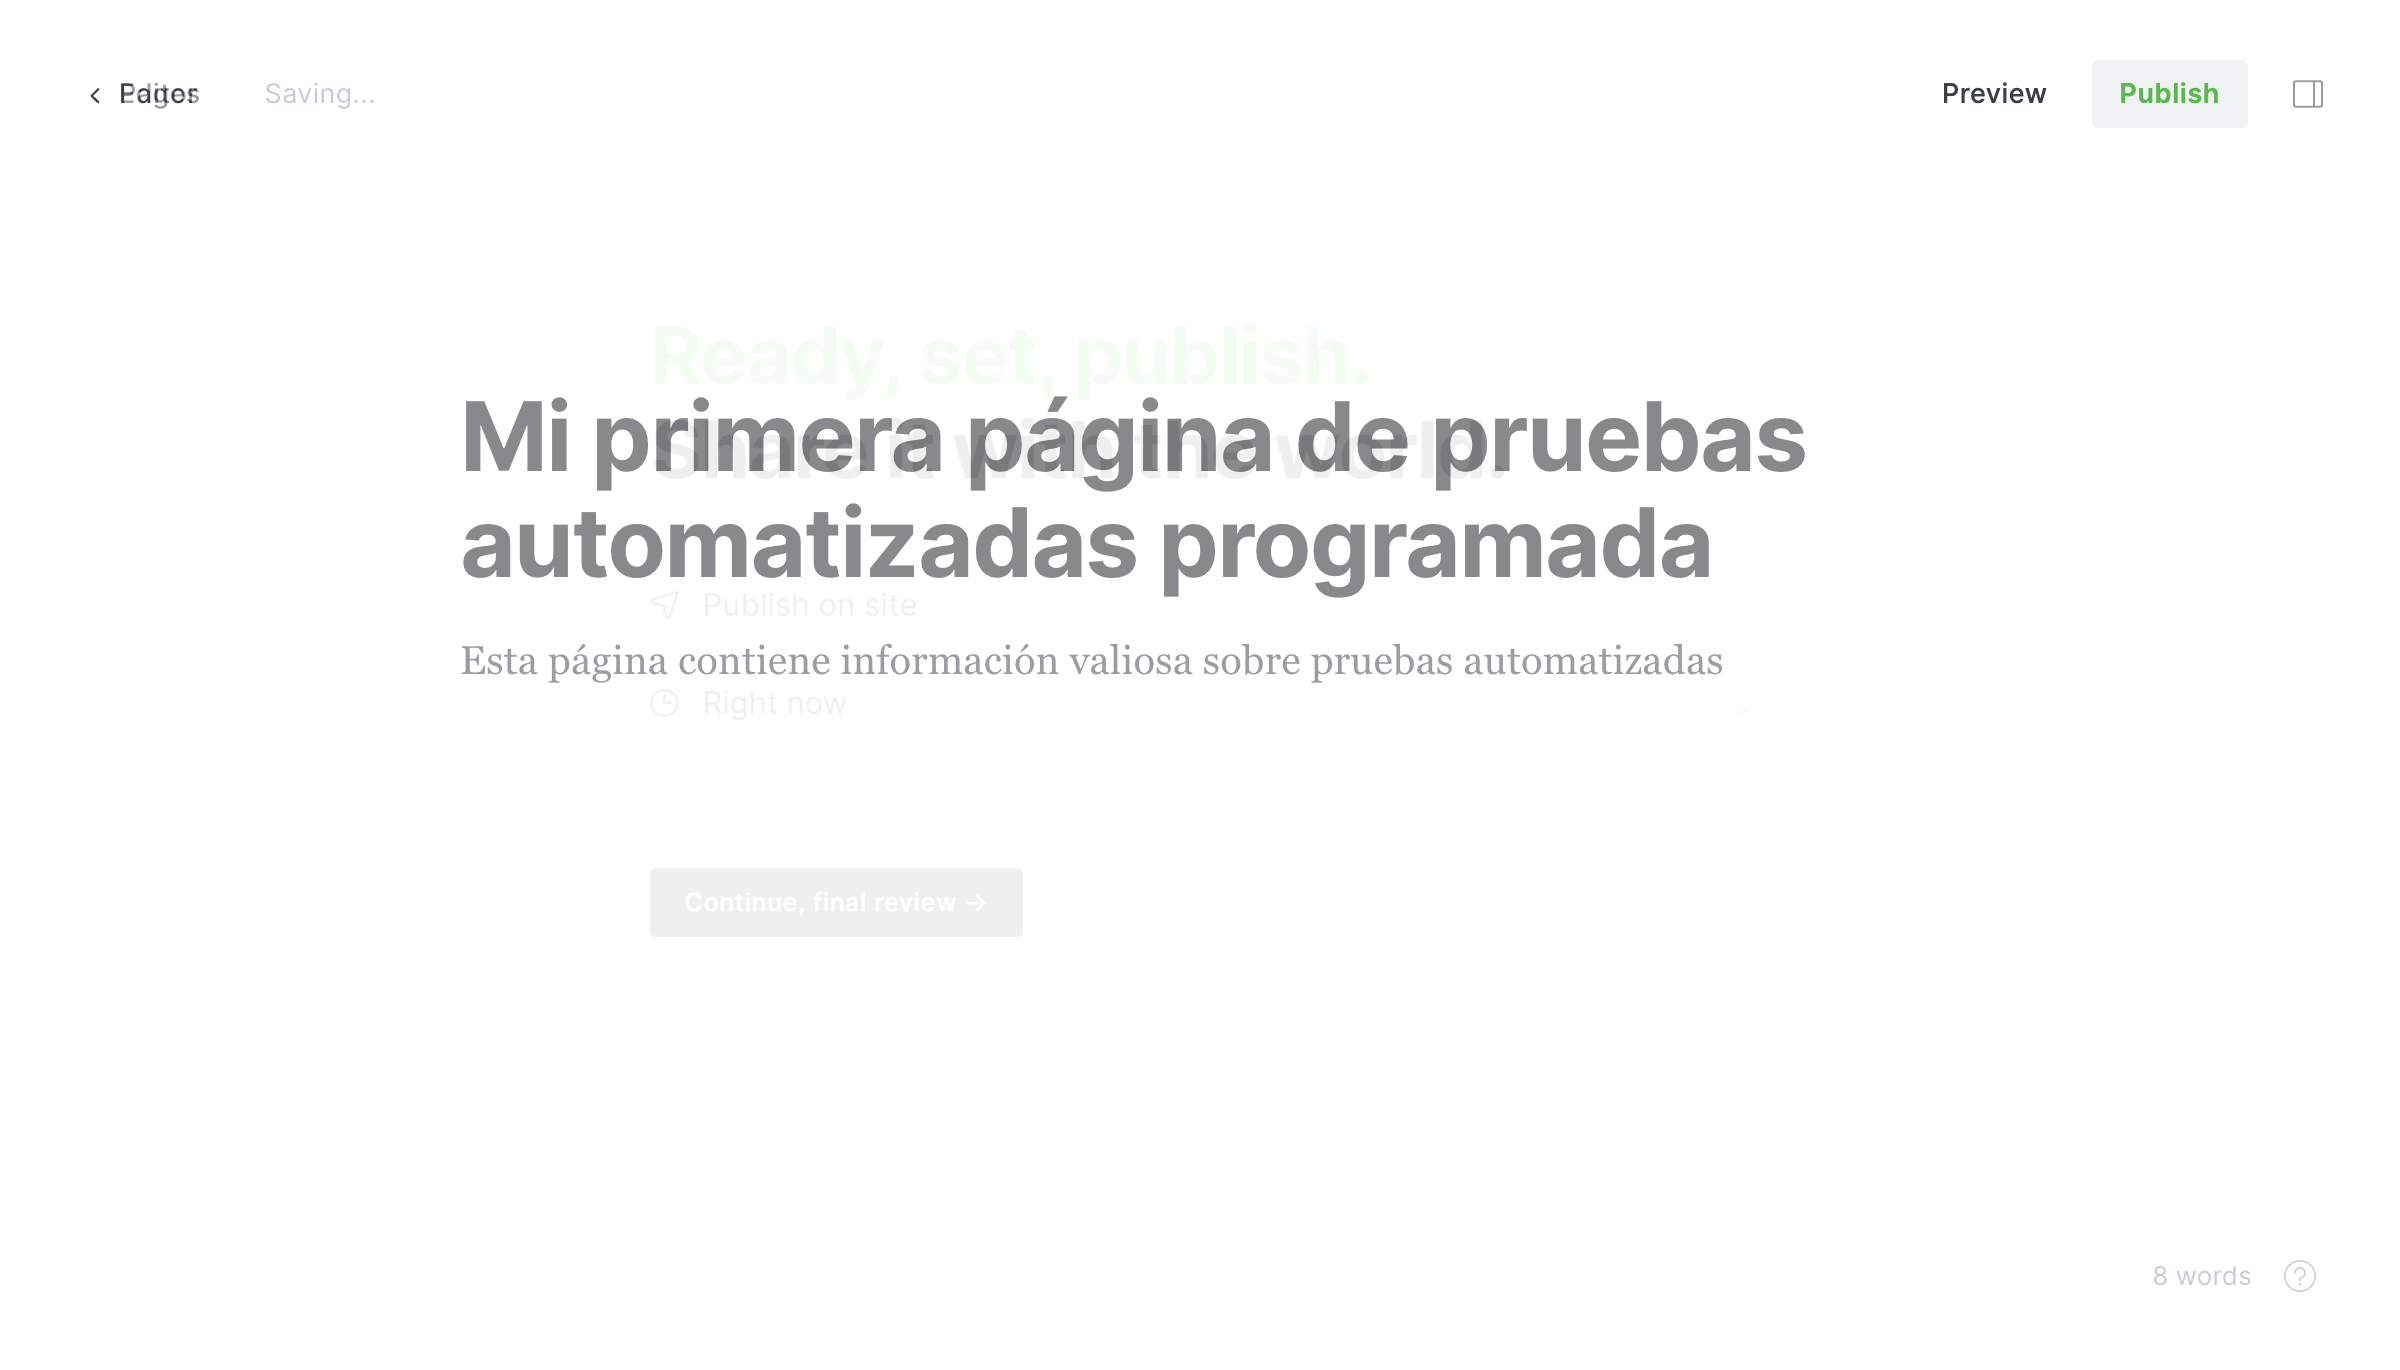 Editor
Pages
Saving...
Preview
Publish
Ready, set, publish.
Share it with the world.
Mi primera página de pruebas
automatizadas programada
Publish on site
Esta página contiene información valiosa sobre pruebas automatizadas
Right now
Continue, final review →
8 words
?